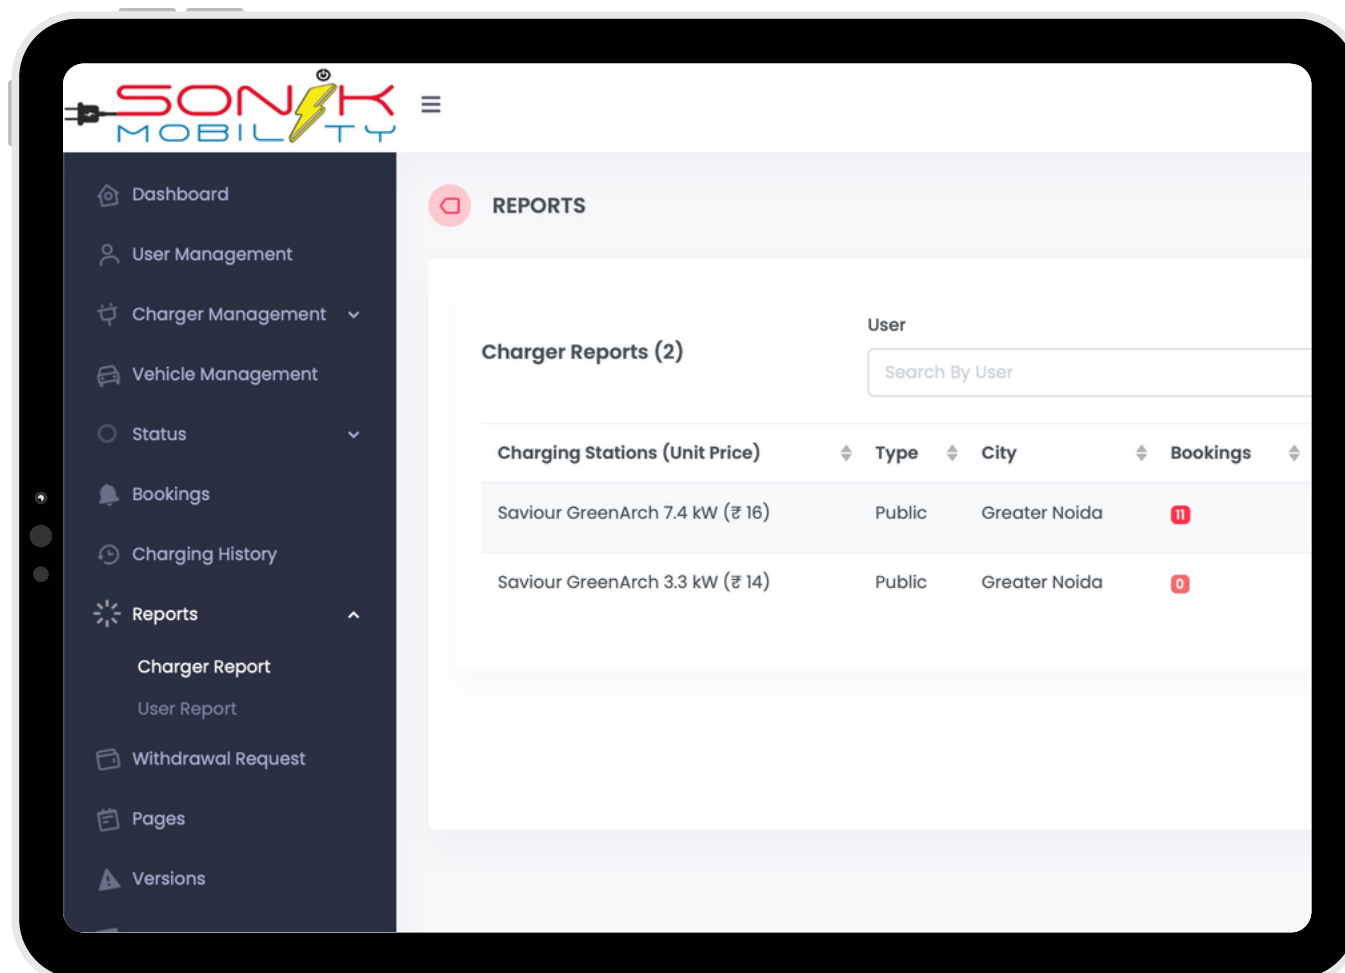 SONIK
MOBILITY
Dashboard
User Management
Charger Management
Vehicle Management
Status
Bookings
Charging History
Reports
Charger Report
User Report
Withdrawal Request
Pages
Versions
REPORTS
Charger Reports (2)
User
Search By User
Charging Stations (Unit Price) Type City Bookings
Saviour GreenArch 7.4 kW (₹ 16) Public Greater Noida 11
Saviour GreenArch 3.3 kW (₹ 14) Public Greater Noida 0